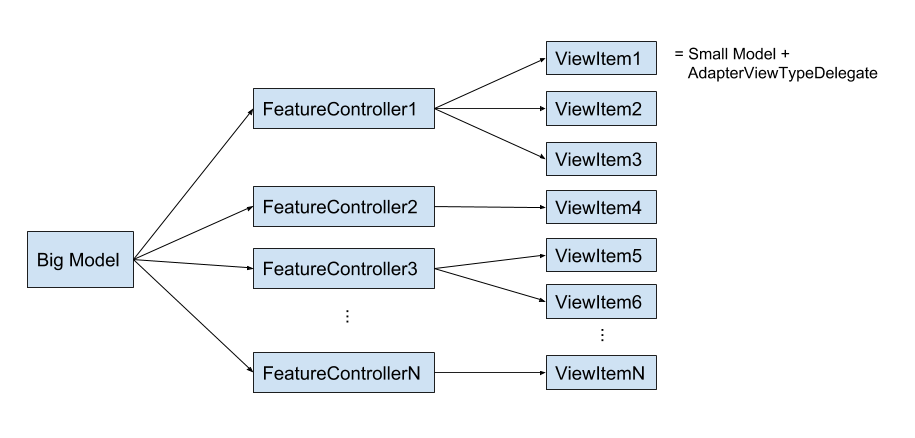 Big Model
FeatureController1
FeatureController2
FeatureController3
⋮
FeatureControllerN
ViewItem1
ViewItem2
ViewItem3
ViewItem4
ViewItem5
ViewItem6
⋮
ViewItemN
= Small Model +
AdapterViewTypeDelegate